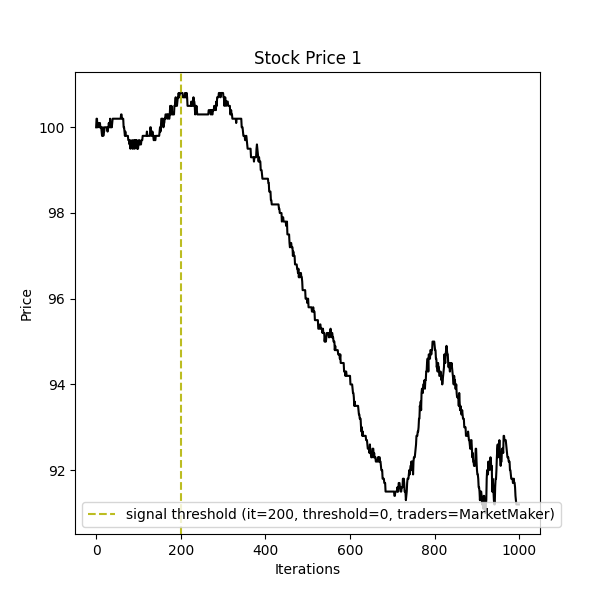 Stock Price 1
Price
100
98
96
94
92
signal threshold (it=200, threshold=0, traders=MarketMaker)
0
200
400
600
800
1000
Iterations